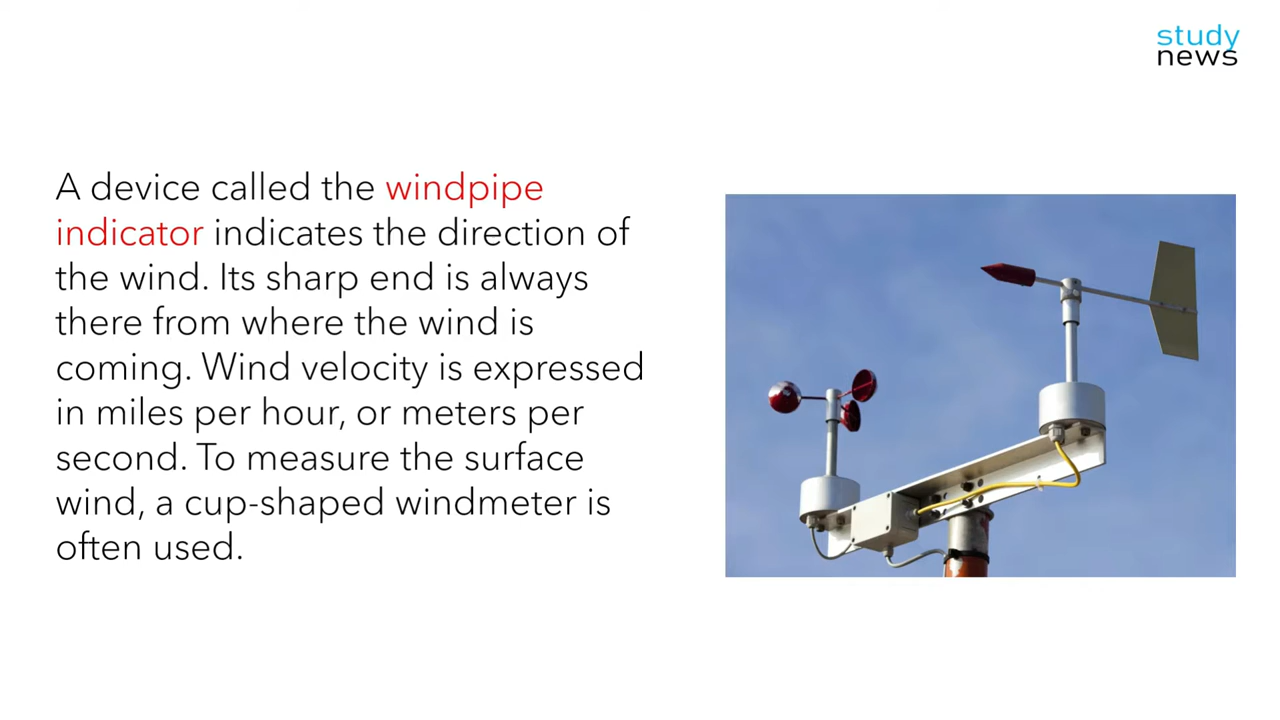 study
news
A device called the windpipe
indicator indicates the direction of
the wind. Its sharp end is always
there from where the wind is
coming. Wind velocity is expressed
in miles per hour, or meters per
second. To measure the surface
wind, a cup-shaped windmeter is
often used.